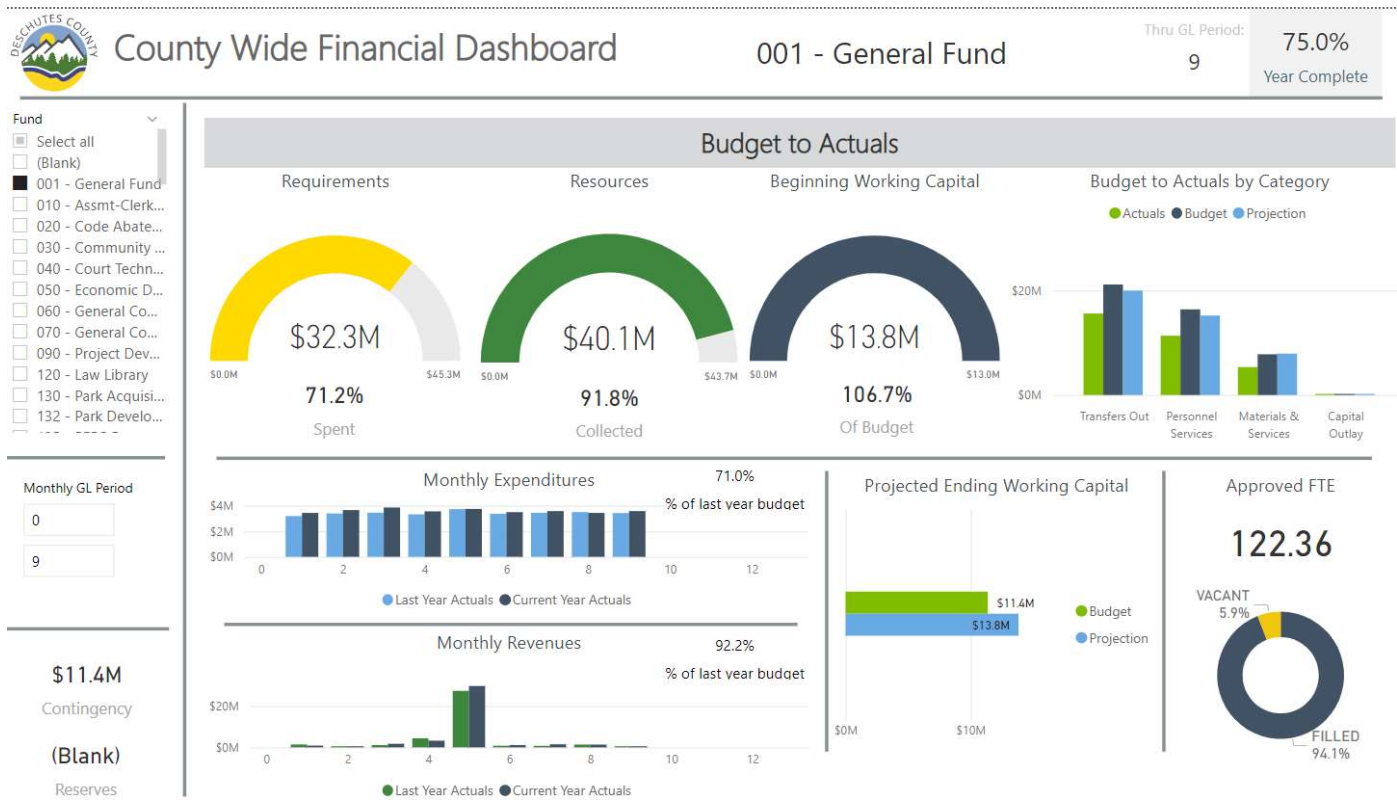 DESCHUTES COUNTY
County Wide Financial Dashboard
001 - General Fund
Thru GL Period:
9
75.0%
Year Complete
Fund
Select all
(Blank)
001 - General Fund
010 - Assmt-Clerk...
020 - Code Abate...
030 - Community ...
040 - Court Techn...
050 - Economic D...
060 - General Co...
070 - General Co...
090 - Project Dev...
120 - Law Library
130 - Park Acquisi...
132 - Park Develo...
Monthly GL Period
0
9
$11.4M
Contingency
(Blank)
Reserves
Budget to Actuals
Requirements
$32.3M
$0.0M
$45.3M
71.2%
Spent
Resources
$40.1M
$0.0M
$43.7M
91.8%
Collected
Beginning Working Capital
$13.8M
$0.0M
$13.0M
106.7%
Of Budget
Budget to Actuals by Category
Actuals Budget Projection
$20M
$0M
Transfers Out
Personnel
Services
Materials &
Services
Capital
Outlay
Monthly Expenditures
71.0%
% of last year budget
$4M
$2M
$0M
0 2 4 6 8 10 12
Last Year Actuals Current Year Actuals
Monthly Revenues
92.2%
% of last year budget
$20M
$0M
0 2 4 6 8 10 12
Last Year Actuals Current Year Actuals
Projected Ending Working Capital
$11.4M
$13.8M
Budget
Projection
$0M $10M
Approved FTE
122.36
VACANT
5.9%
FILLED
94.1%